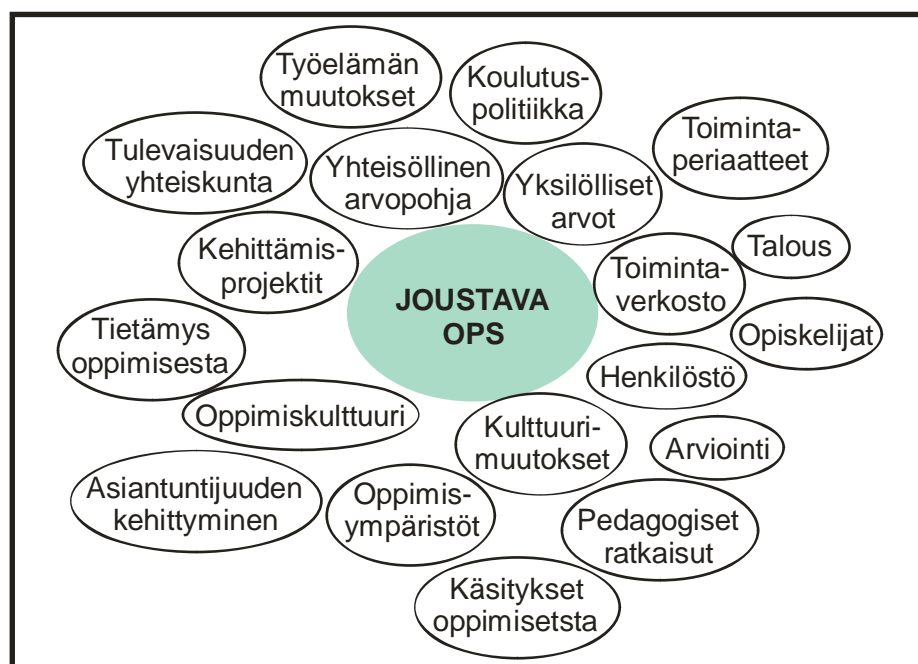 Työelämän
muutokset
Koulutus-
politiikka
Toiminta-
periaatteet
Tulevaisuuden
yhteiskunta
Yhteisöllinen
arvopohja
Yksilölliset
arvot
Kehittämis-
projektit
JOUSTAVA
OPS
Toiminta-
verkosto
Talous
Tietämys
oppimisesta
Opiskelijat
Henkilöstö
Oppimiskulttuuri
Kulttuuri-
muutokset
Arviointi
Asiantuntijuuden
kehittyminen
Oppimis-
ympäristöt
Pedagogiset
ratkaisut
Käsitykset
oppimisetsta